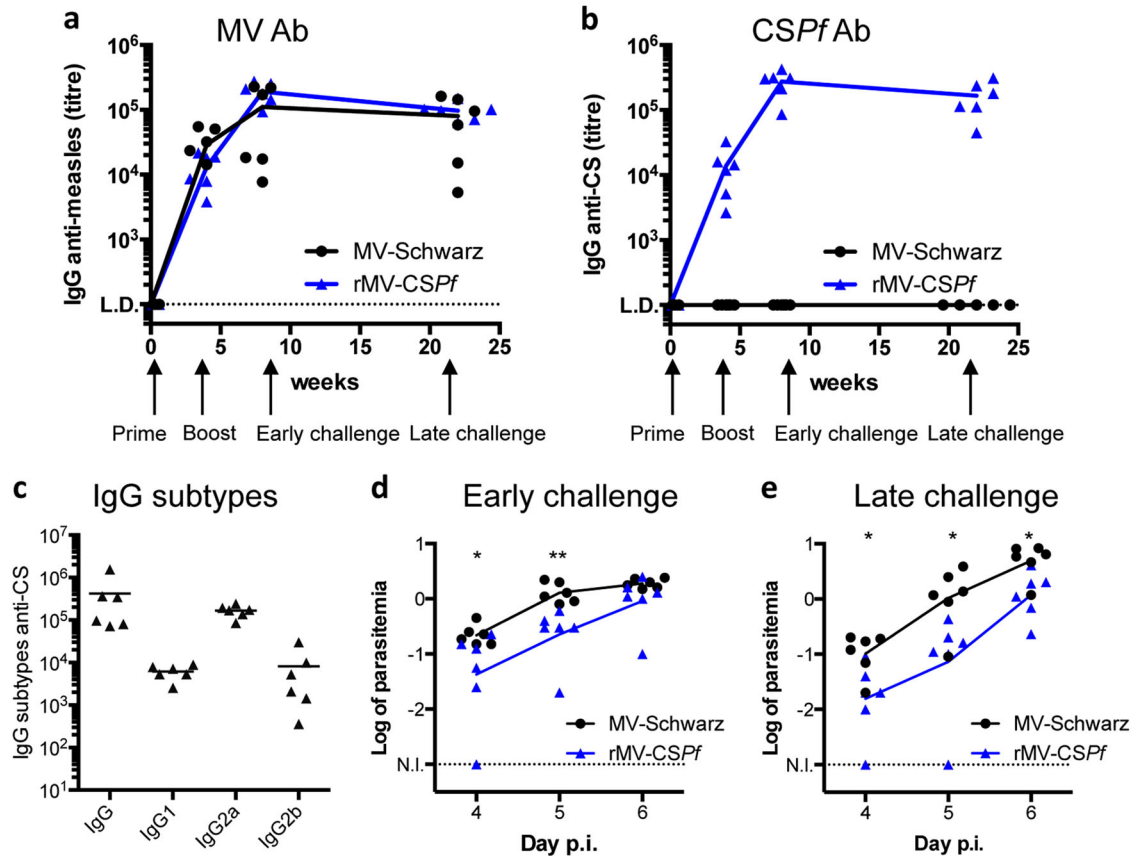 a
MV Ab
IgG anti-measles (titre)
10⁶
10⁵
10⁴
10³
L.D.
MV-Schwarz
rMV-CSPf
0 5 10 15 20 25
weeks
Prime Boost Early challenge Late challenge
b
CSPf Ab
IgG anti-CS (titre)
10⁶
10⁵
10⁴
10³
L.D.
MV-Schwarz
rMV-CSPf
0 5 10 15 20 25
weeks
Prime Boost Early challenge Late challenge
c
IgG subtypes
IgG subtypes anti-CS
10⁷
10⁶
10⁵
10⁴
10³
10²
10¹
IgG IgG1 IgG2a IgG2b
d
Early challenge
Log of parasitemia
1
0
-1
-2
N.I.
* **
MV-Schwarz
rMV-CSPf
4 5 6
Day p.i.
e
Late challenge
Log of parasitemia
1
0
-1
-2
N.I.
* * *
MV-Schwarz
rMV-CSPf
4 5 6
Day p.i.